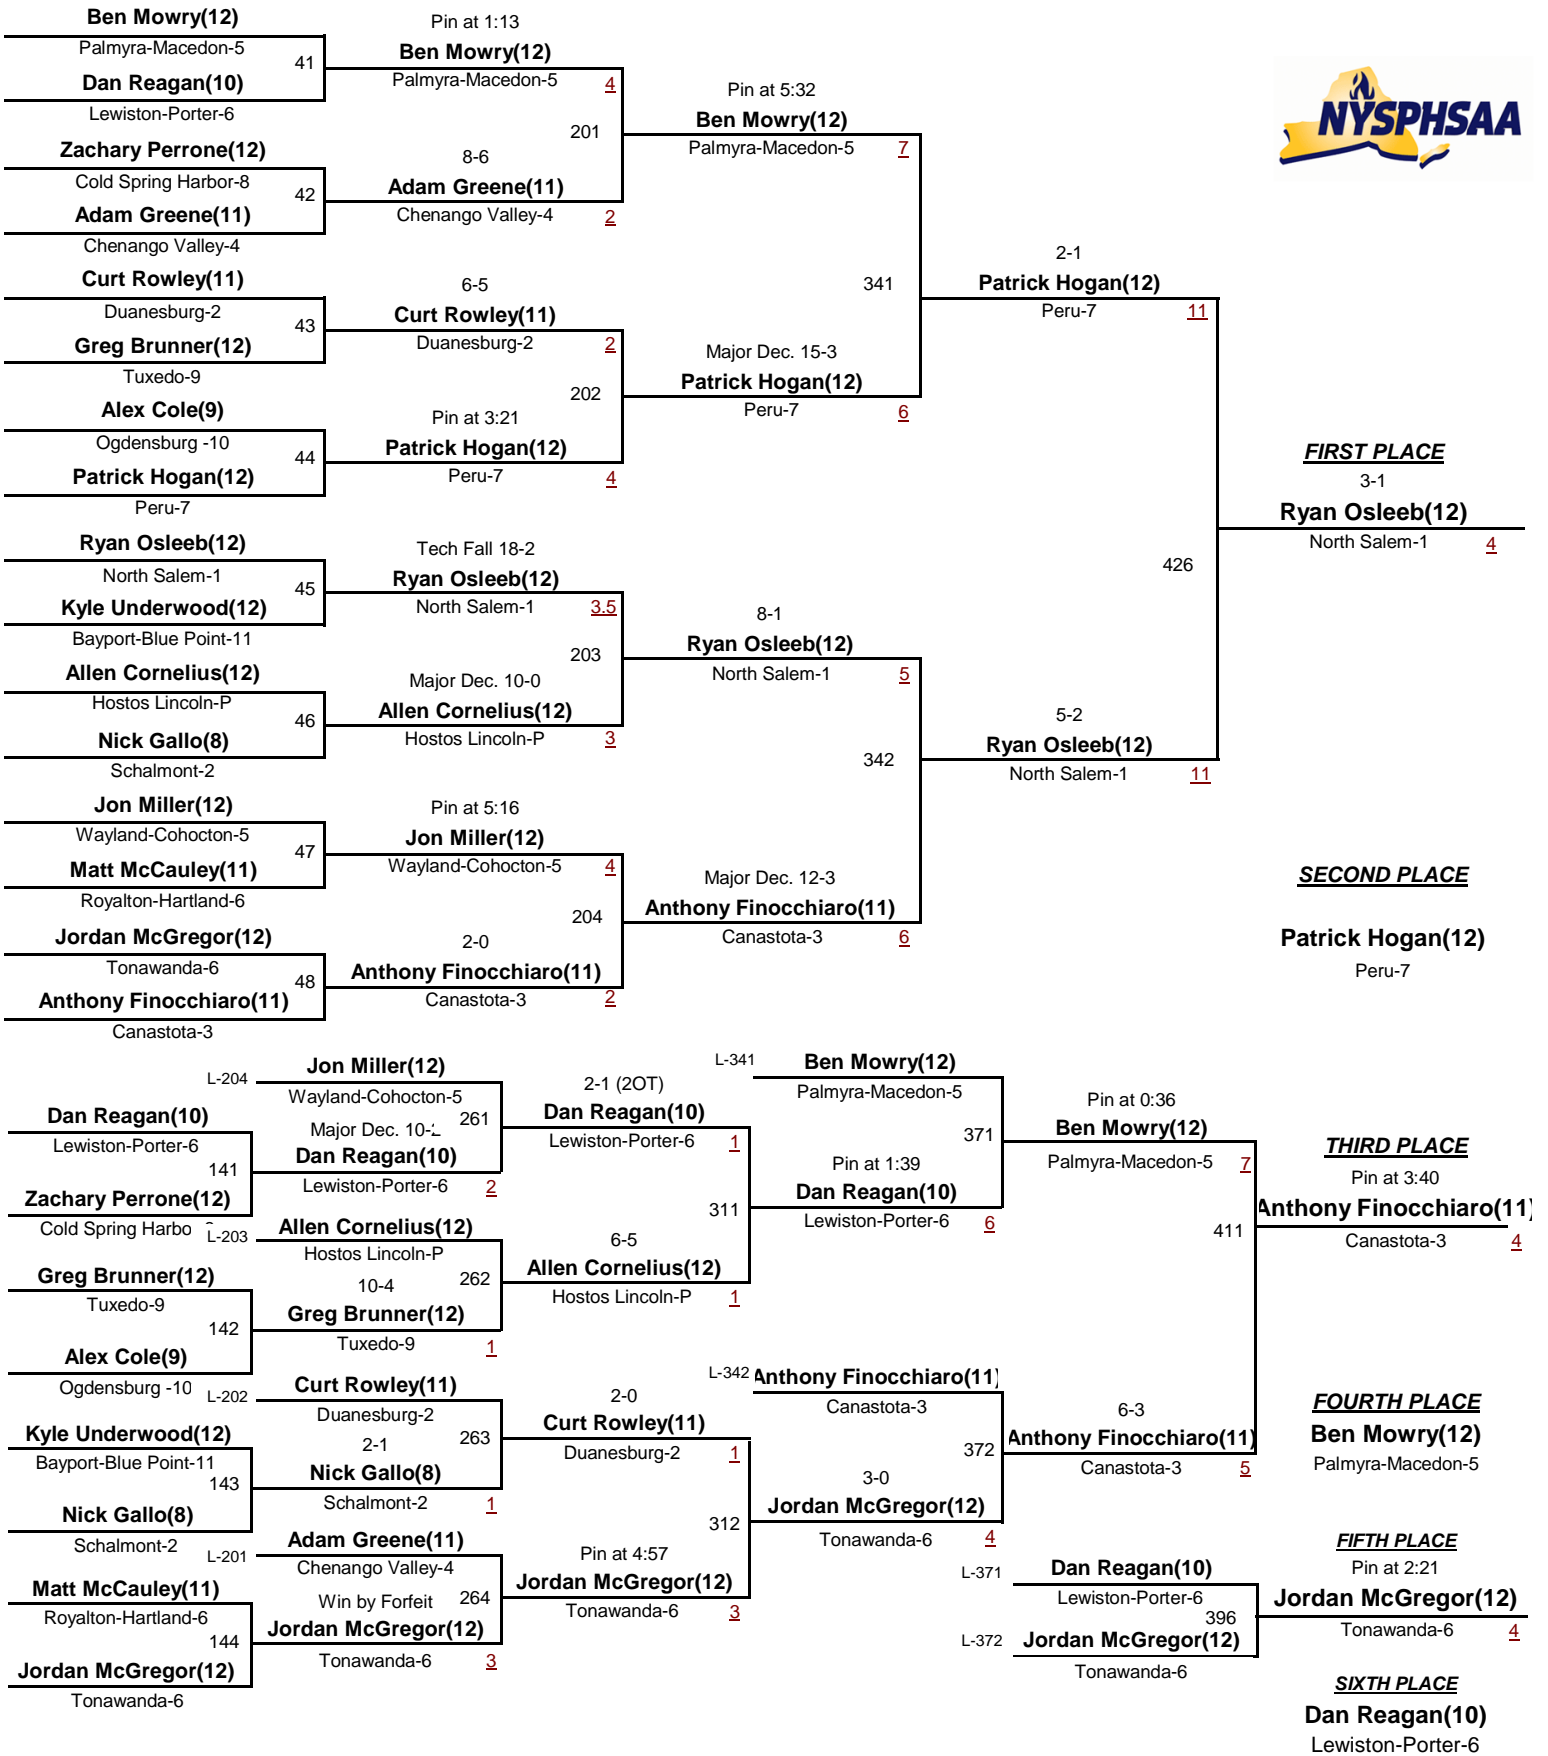 Ben Mowry(12)
Palmyra-Macedon-5
41
Dan Reagan(10)
Lewiston-Porter-6
Zachary Perrone(12)
Cold Spring Harbor-8
42
Adam Greene(11)
Chenango Valley-4
Curt Rowley(11)
Duanesburg-2
43
Greg Brunner(12)
Tuxedo-9
Alex Cole(9)
Ogdensburg -10
44
Patrick Hogan(12)
Peru-7
Ryan Osleeb(12)
North Salem-1
45
Kyle Underwood(12)
Bayport-Blue Point-11
Allen Cornelius(12)
Hostos Lincoln-P
46
Nick Gallo(8)
Schalmont-2
Jon Miller(12)
Wayland-Cohocton-5
47
Matt McCauley(11)
Royalton-Hartland-6
Jordan McGregor(12)
Tonawanda-6
48
Anthony Finocchiaro(11)
Canastota-3
Pin at 1:13
Ben Mowry(12)
Palmyra-Macedon-5 4
201
8-6
Adam Greene(11)
Chenango Valley-4 2
6-5
Curt Rowley(11)
Duanesburg-2 2
202
Pin at 3:21
Patrick Hogan(12)
Peru-7 4
Tech Fall 18-2
Ryan Osleeb(12)
North Salem-1 3.5
203
Major Dec. 10-0
Allen Cornelius(12)
Hostos Lincoln-P 3
Pin at 5:16
Jon Miller(12)
Wayland-Cohocton-5 4
204
2-0
Anthony Finocchiaro(11)
Canastota-3 2
Pin at 5:32
Ben Mowry(12)
Palmyra-Macedon-5 7
341
Major Dec. 15-3
Patrick Hogan(12)
Peru-7 6
8-1
Ryan Osleeb(12)
North Salem-1 5
342
Major Dec. 12-3
Anthony Finocchiaro(11)
Canastota-3 6
2-1
Patrick Hogan(12)
Peru-7 11
426
5-2
Ryan Osleeb(12)
North Salem-1 11
NYSPHSAA
FIRST PLACE
3-1
Ryan Osleeb(12)
North Salem-1 4
SECOND PLACE
Patrick Hogan(12)
Peru-7
Dan Reagan(10)
Lewiston-Porter-6
141
Zachary Perrone(12)
Cold Spring Harbo
Greg Brunner(12)
Tuxedo-9
142
Alex Cole(9)
Ogdensburg -10
Kyle Underwood(12)
Bayport-Blue Point-11
143
Nick Gallo(8)
Schalmont-2
Matt McCauley(11)
Royalton-Hartland-6
144
Jordan McGregor(12)
Tonawanda-6
L-204
Jon Miller(12)
Wayland-Cohocton-5
261
Major Dec.
Dan Reagan(10)
Lewiston-Porter-6 2
L-203
Allen Cornelius(12)
Hostos Lincoln-P
262
10-4
Greg Brunner(12)
Tuxedo-9 1
L-202
Curt Rowley(11)
Duanesburg-2
263
2-1
Nick Gallo(8)
Schalmont-2 1
L-201
Adam Greene(11)
Chenango Valley-4
264
Win by Forfeit
Jordan McGregor(12)
Tonawanda-6 3
2-1 (2OT)
Dan Reagan(10)
Lewiston-Porter-6 1
311
6-5
Allen Cornelius(12)
Hostos Lincoln-P 1
2-0
Curt Rowley(11)
Duanesburg-2 1
312
Pin at 4:57
Jordan McGregor(12)
Tonawanda-6 3
L-341
Ben Mowry(12)
Palmyra-Macedon-5
371
Pin at 1:39
Dan Reagan(10)
Lewiston-Porter-6 6
L-342
Anthony Finocchiaro(11)
Canastota-3
372
3-0
Jordan McGregor(12)
Tonawanda-6 4
Pin at 0:36
Ben Mowry(12)
Palmyra-Macedon-5 7
411
6-3
Anthony Finocchiaro(11)
Canastota-3 5
THIRD PLACE
Pin at 3:40
Anthony Finocchiaro(11)
Canastota-3 4
FOURTH PLACE
Ben Mowry(12)
Palmyra-Macedon-5
L-371
Dan Reagan(10)
Lewiston-Porter-6
396
L-372
Jordan McGregor(12)
Tonawanda-6
FIFTH PLACE
Pin at 2:21
Jordan McGregor(12)
Tonawanda-6 4
SIXTH PLACE
Dan Reagan(10)
Lewiston-Porter-6